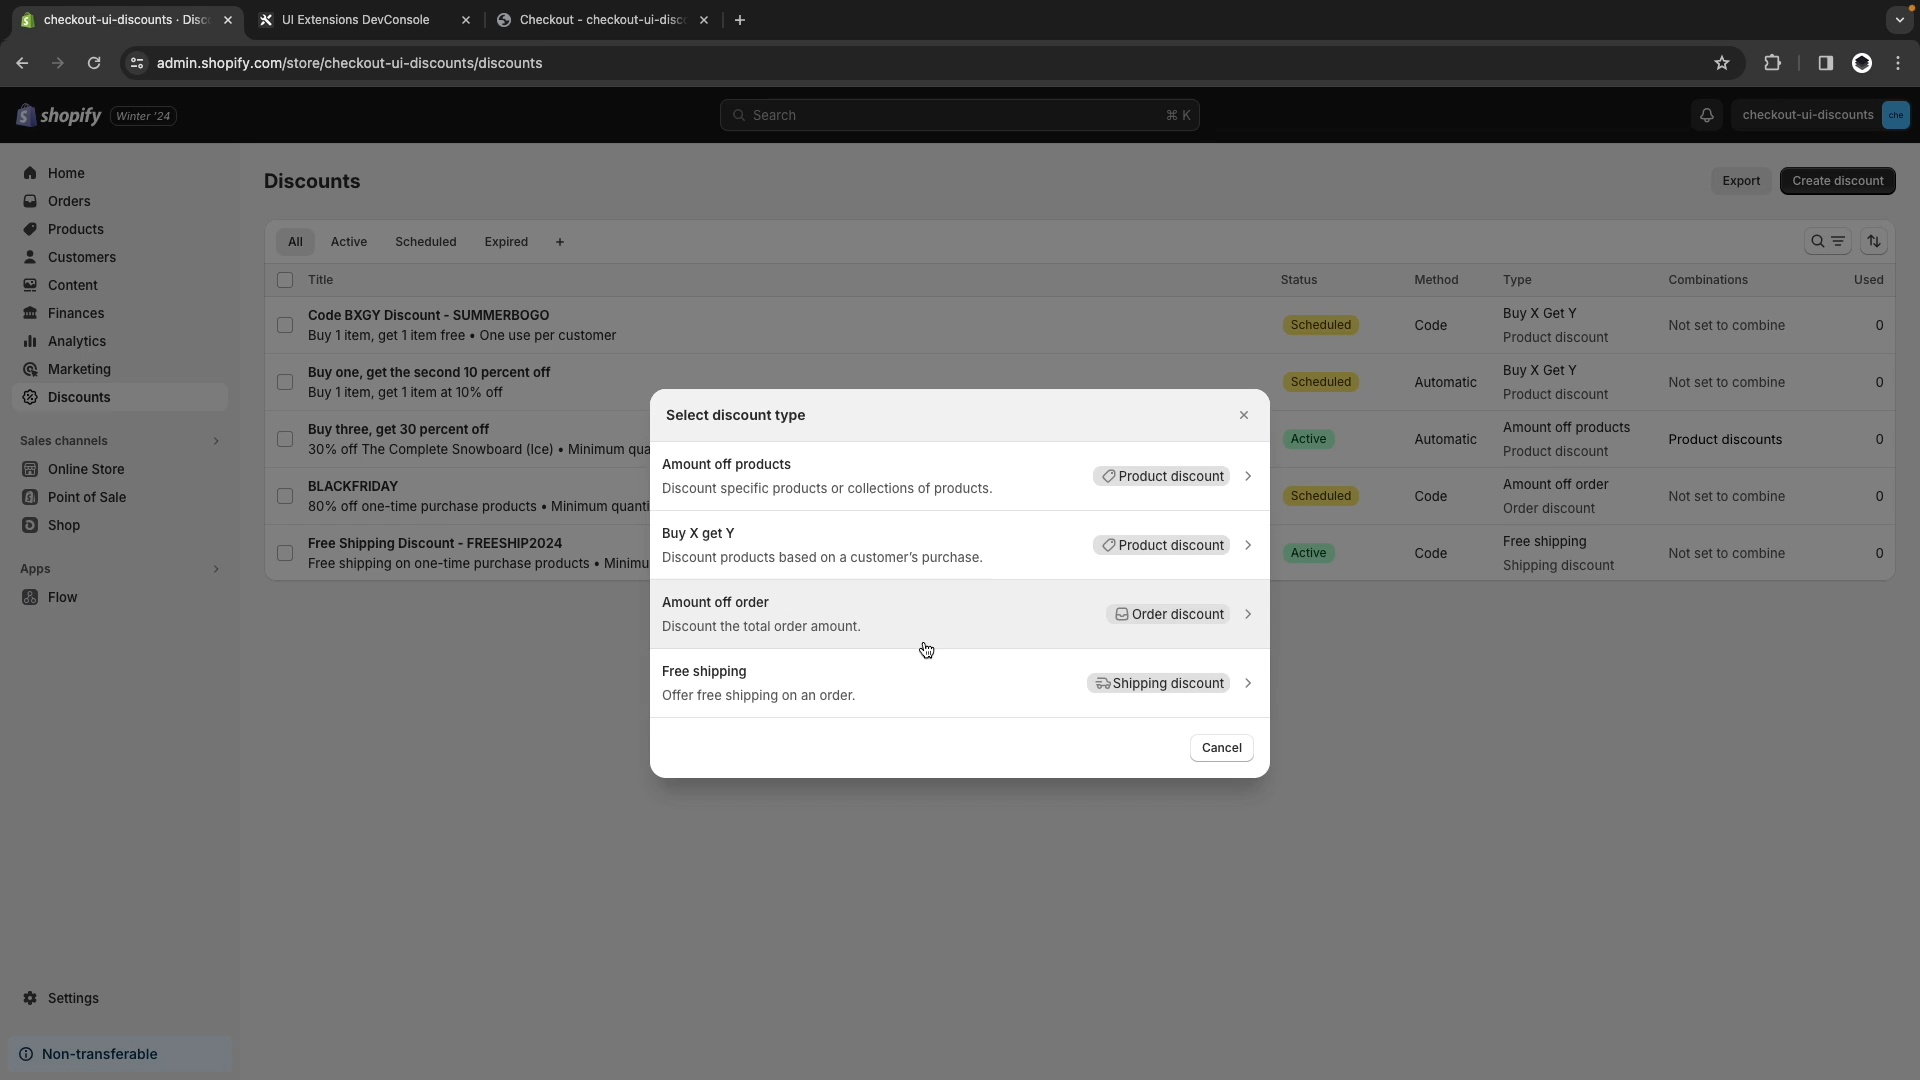 checkout-ui-discounts · Disc
UI Extensions DevConsole
Checkout - checkout-ui-disc
admin.shopify.com/store/checkout-ui-discounts/discounts
shopify
Winter '24
Search
⌘ K
checkout-ui-discounts
che
Home
Orders
Products
Customers
Content
Finances
Analytics
Marketing
Discounts
Sales channels
Online Store
Point of Sale
Shop
Apps
Flow
Settings
Non-transferable
Discounts
Export
Create discount
All
Active
Scheduled
Expired
+
Title
Status
Method
Type
Combinations
Used
Code BXGY Discount - SUMMERBOGO
Buy 1 item, get 1 item free • One use per customer
Scheduled
Code
Buy X Get Y
Product discount
Not set to combine
0
Buy one, get the second 10 percent off
Buy 1 item, get 1 item at 10% off
Scheduled
Automatic
Buy X Get Y
Product discount
Not set to combine
0
Buy three, get 30 percent off
30% off The Complete Snowboard (Ice) • Minimum qua
Active
Automatic
Amount off products
Product discount
Product discounts
0
BLACKFRIDAY
80% off one-time purchase products • Minimum quanti
Scheduled
Code
Amount off order
Order discount
Not set to combine
0
Free Shipping Discount - FREESHIP2024
Free shipping on one-time purchase products • Minimu
Active
Code
Free shipping
Shipping discount
Not set to combine
0
Select discount type
Amount off products
Discount specific products or collections of products.
Product discount
Buy X get Y
Discount products based on a customer’s purchase.
Product discount
Amount off order
Discount the total order amount.
Order discount
Free shipping
Offer free shipping on an order.
Shipping discount
Cancel